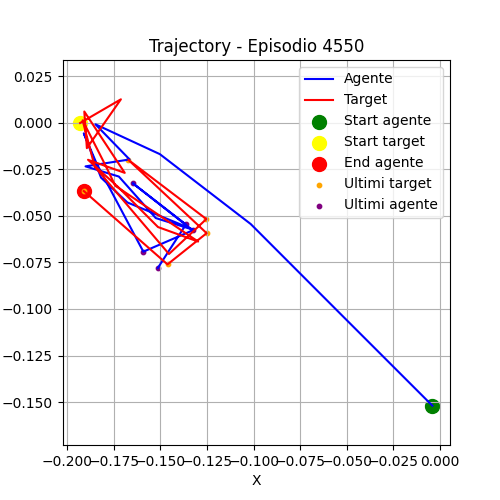 Trajectory - Episodio 4550
Agente
Target
Start agente
Start target
End agente
Ultimi target
Ultimi agente
0.025
0.000
−0.025
−0.050
−0.075
−0.100
−0.125
−0.150
−0.200 −0.175 −0.150 −0.125 −0.100 −0.075 −0.050 −0.025 0.000
X